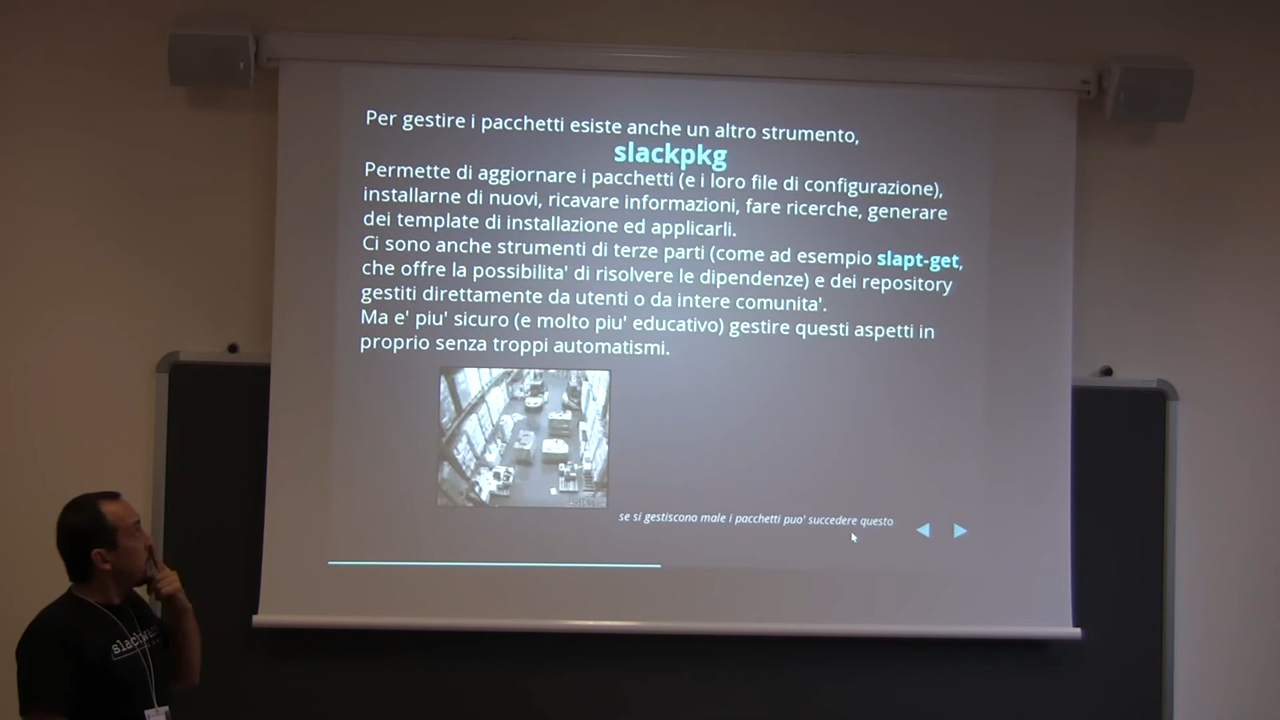 Per gestire i pacchetti esiste anche un altro strumento,
slackpkg
Permette di aggiornare i pacchetti (e i loro file di configurazione),
installarne di nuovi, ricavare informazioni, fare ricerche, generare
dei template di installazione ed applicarli.
Ci sono anche strumenti di terze parti (come ad esempio slapt-get,
che offre la possibilita' di risolvere le dipendenze) e dei repository
gestiti direttamente da utenti o da intere comunita'.
Ma e' piu' sicuro (e molto piu' educativo) gestire questi aspetti in
proprio senza troppi automatismi.
se si gestiscono male i pacchetti puo' succedere questo